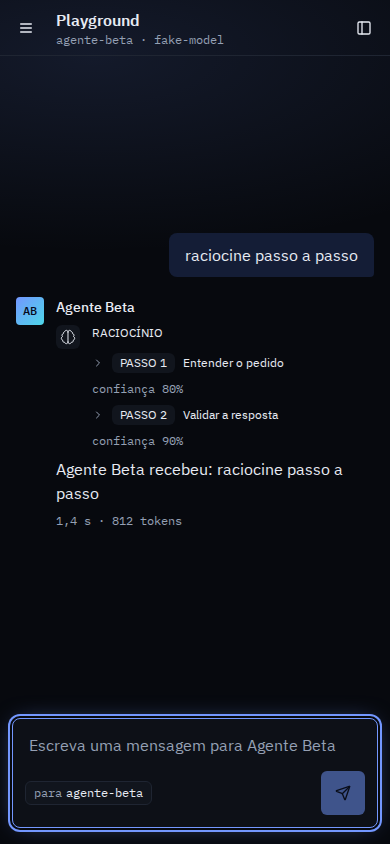 Playground
agente-beta · fake-model
raciocine passo a passo
AB
Agente Beta
RACIOCÍNIO
PASSO 1 Entender o pedido
confiança 80%
PASSO 2 Validar a resposta
confiança 90%
Agente Beta recebeu: raciocine passo a
passo
1,4 s · 812 tokens
Escreva uma mensagem para Agente Beta
para agente-beta